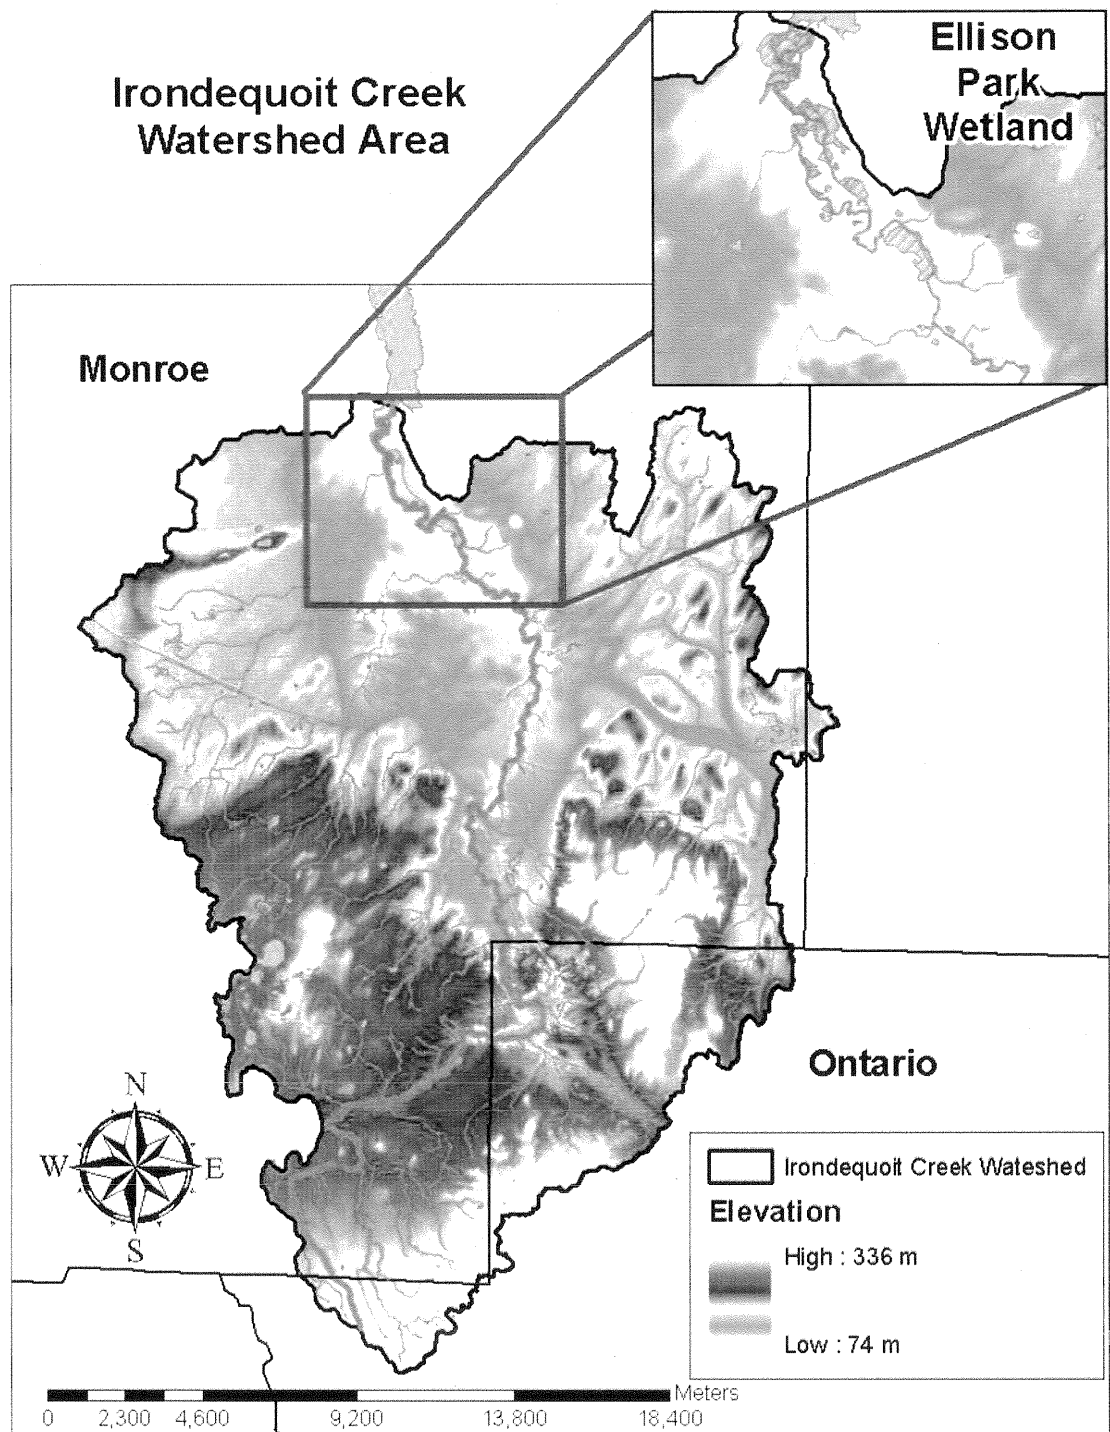 Irondequoit Creek
Watershed Area
Ellison
Park
Wetland
Monroe
Ontario
N
W
E
S
Irondequoit Creek Wateshed
Elevation
High : 336 m
Low : 74 m
Meters
0 2,300 4,600 9,200 13,800 18,400